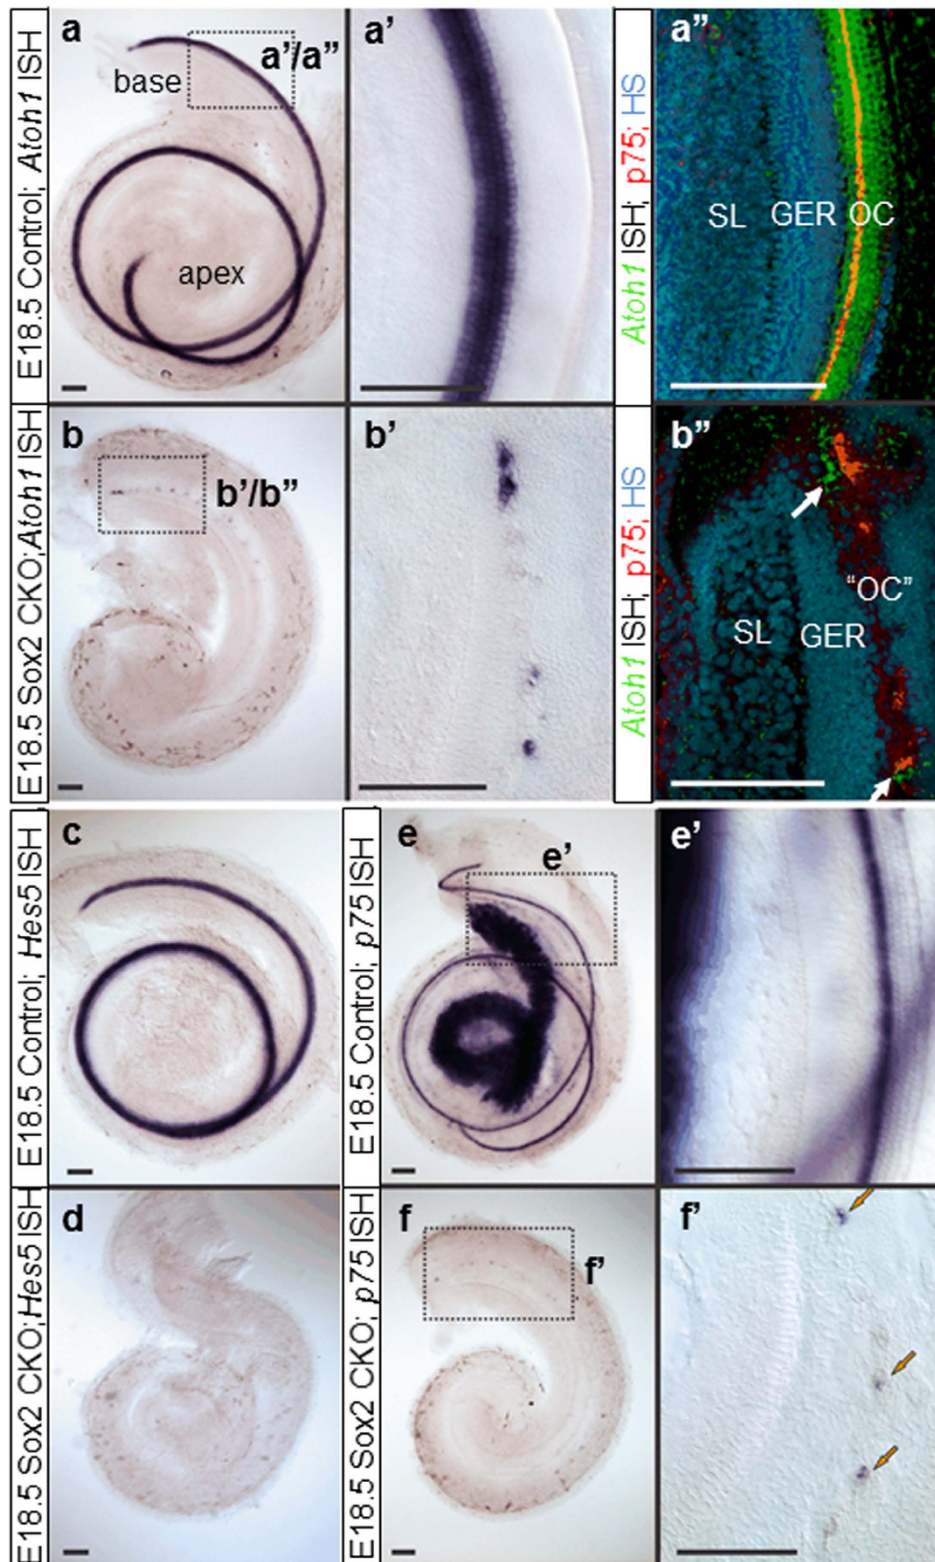 E18.5 Control; Atoh1 ISH
a
base
a’/a”
apex
a’
Atoh1 ISH; p75; HS
a”
SL
GER
OC
E18.5 Sox2 CKO; Atoh1 ISH
b
b’/b”
b’
Atoh1 ISH; p75; HS
b”
“OC”
SL
GER
E18.5 Control; Hes5 ISH
c
E18.5 Control; p75 ISH
e
e’
e’
E18.5 Sox2 CKO; Hes5 ISH
d
E18.5 Sox2 CKO; p75 ISH
f
f’
f’